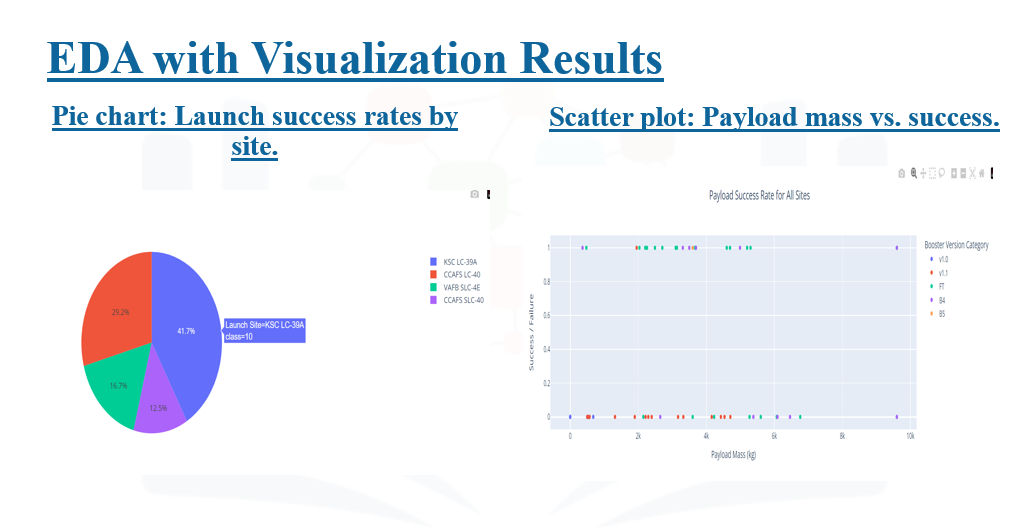 EDA with Visualization Results
Pie chart: Launch success rates by
site.
KSC LC-39A
CCAFS LC-40
VAFB SLC-4E
CCAFS SLC-40
29.2%
41.7%
Launch Site=KSC LC-39A
class=10
16.7%
12.5%
Scatter plot: Payload mass vs. success.
Payload Success Rate for All Sites
Success / Failure
1
0.8
0.6
0.4
0.2
0
0 2k 4k 6k 8k 10k
Payload Mass (kg)
Booster Version Category
v1.0
v1.1
FT
B4
B5